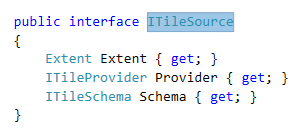 public interface ITileSource
{
    Extent Extent { get; }
    ITileProvider Provider { get; }
    ITileSchema Schema { get; }
}